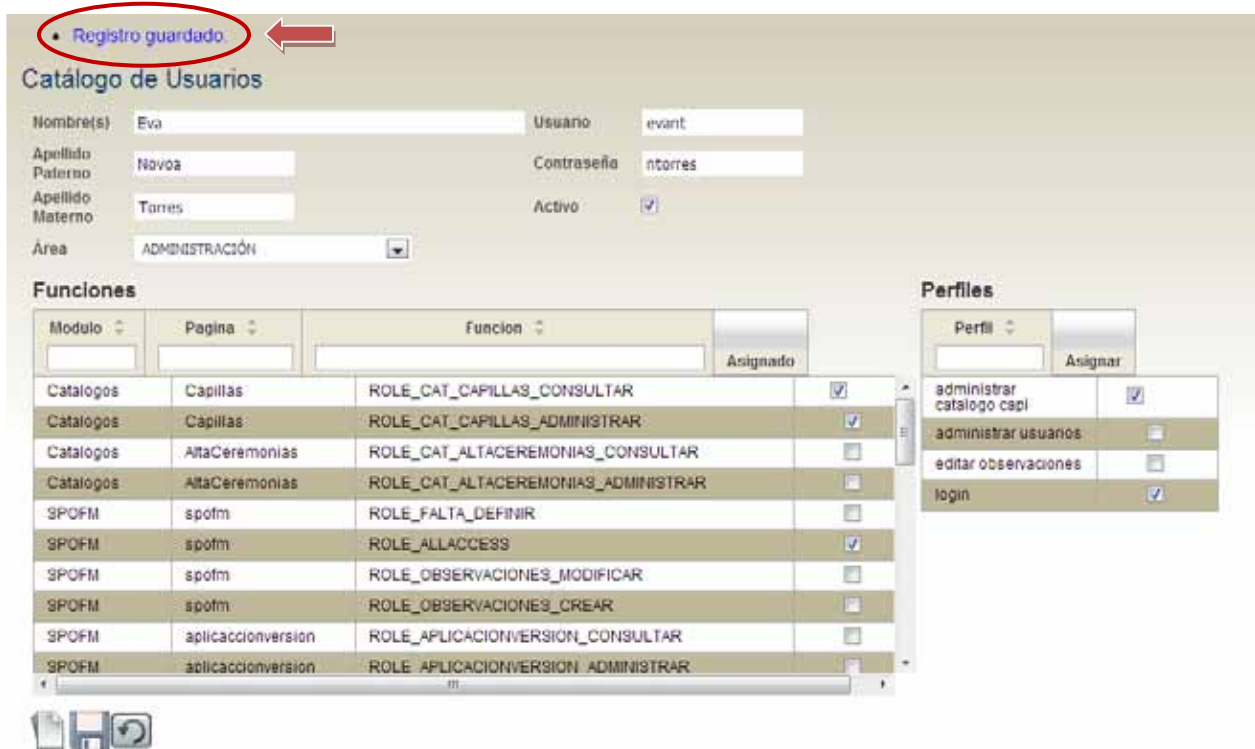 Registro guardado.
Catálogo de Usuarios
Nombre(s) Eva Usuario evant
Apellido Paterno Novoa Contraseña ntorres
Apellido Materno Torres Activo
Área ADMINISTRACIÓN
Funciones Perfiles
Modulo Pagina Funcion Asignado
Perfil Asignar
Catalogos Capillas ROLE_CAT_CAPILLAS_CONSULTAR
Catalogos Capillas ROLE_CAT_CAPILLAS_ADMINISTRAR
Catalogos AltaCeremonias ROLE_CAT_ALTACEREMONIAS_CONSULTAR
Catalogos AltaCeremonias ROLE_CAT_ALTACEREMONIAS_ADMINISTRAR
SPOFM spofm ROLE_FALTA_DEFINIR
SPOFM spofm ROLE_ALLACCESS
SPOFM spofm ROLE_OBSERVACIONES_MODIFICAR
SPOFM spofm ROLE_OBSERVACIONES_CREAR
SPOFM aplicaccionversion ROLE_APLICACIONVERSION_CONSULTAR
SPOFM aplicaccionversion ROLE_APLICACIONVERSION_ADMINISTRAR
administrar
catalogo capi
administrar usuarios
editar observaciones
login